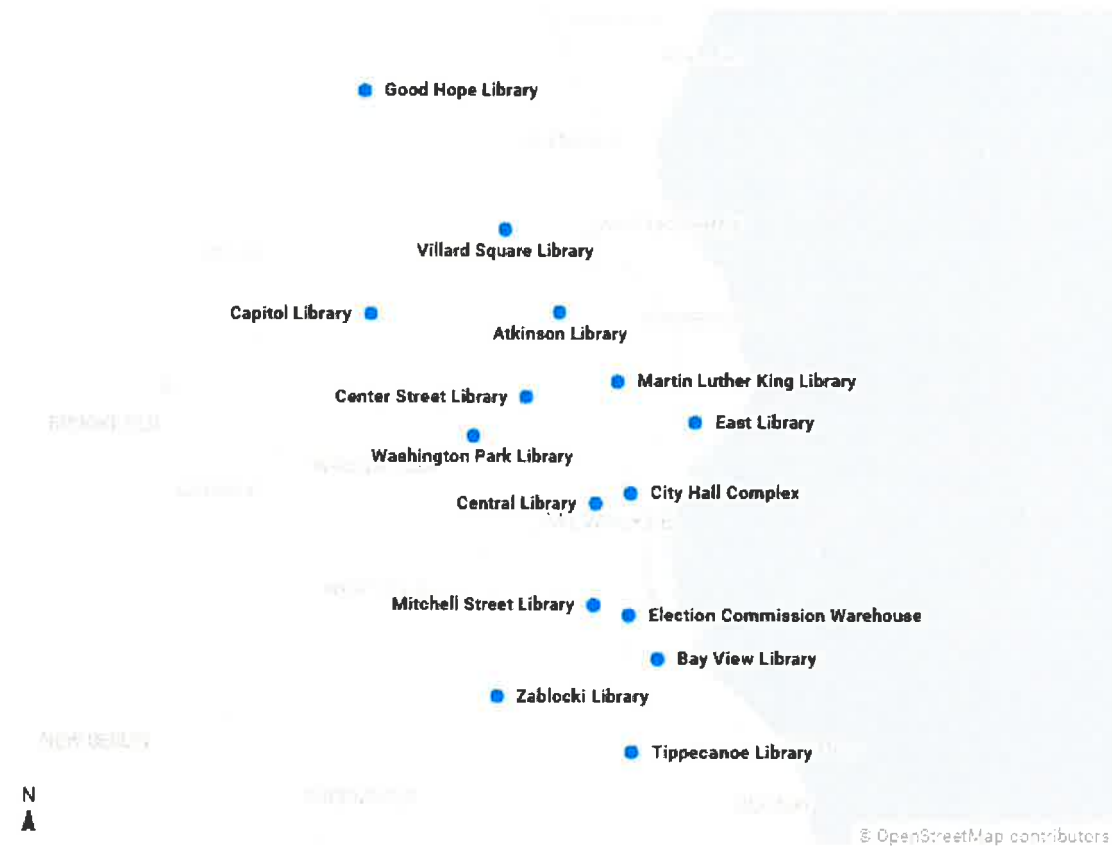 Good Hope Library
Villard Square Library
Capitol Library
Atkinson Library
Martin Luther King Library
Center Street Library
East Library
Washington Park Library
City Hall Complex
Central Library
Mitchell Street Library
Election Commission Warehouse
Bay View Library
Zablocki Library
NEW BERLIN
Tippecanoe Library
N
© OpenStreetMap contributors